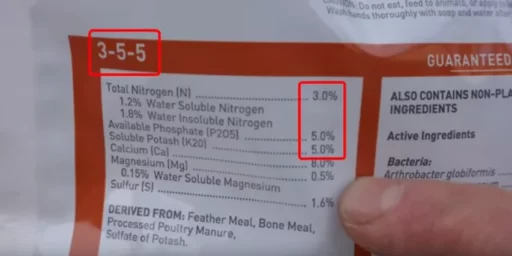 CAUTION:
Do not eat, feed to animals, or apply
Wash hands thoroughly with soap and water after
3-5-5
Total Nitrogen (N) 3.0%
1.2% Water Soluble Nitrogen
1.8% Water Insoluble Nitrogen
Available Phosphate (P2O5) 5.0%
Soluble Potash (K20) 5.0%
Calcium (Ca) 8.0%
Magnesium (Mg) 0.5%
0.15% Water Soluble Magnesium
Sulfur (S) 1.6%
DERIVED FROM: Feather Meal, Bone Meal,
Processed Poultry Manure,
Sulfate of Potash.
GUARANTEED
ALSO CONTAINS NON-PLA
INGREDIENTS
Active Ingredients
Bacteria:
Arthrobacter globiformis